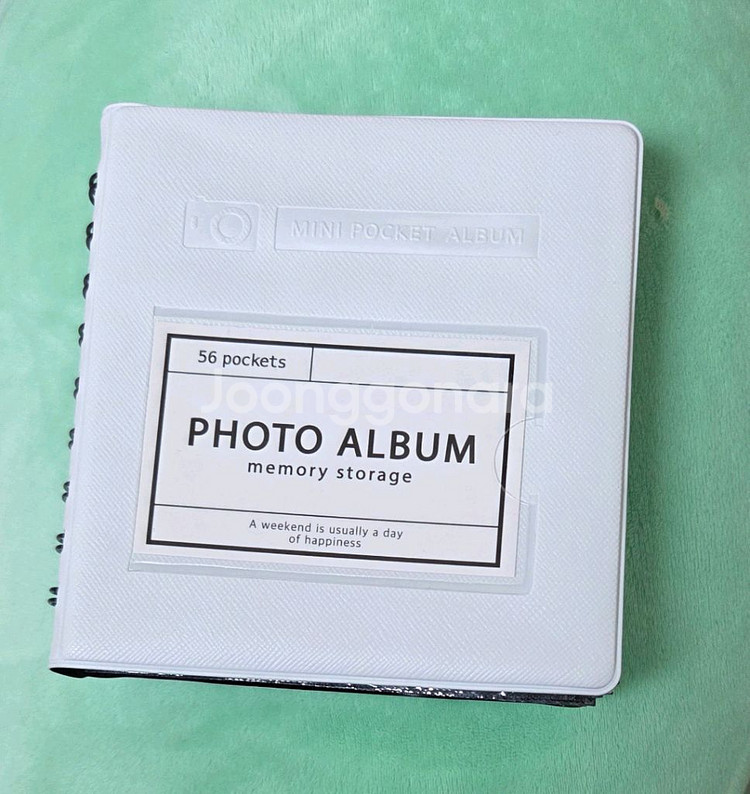 MINI POCKET ALBUM
56 pockets
Joonggonara
PHOTO ALBUM
memory storage
A weekend is usually a day
of happiness